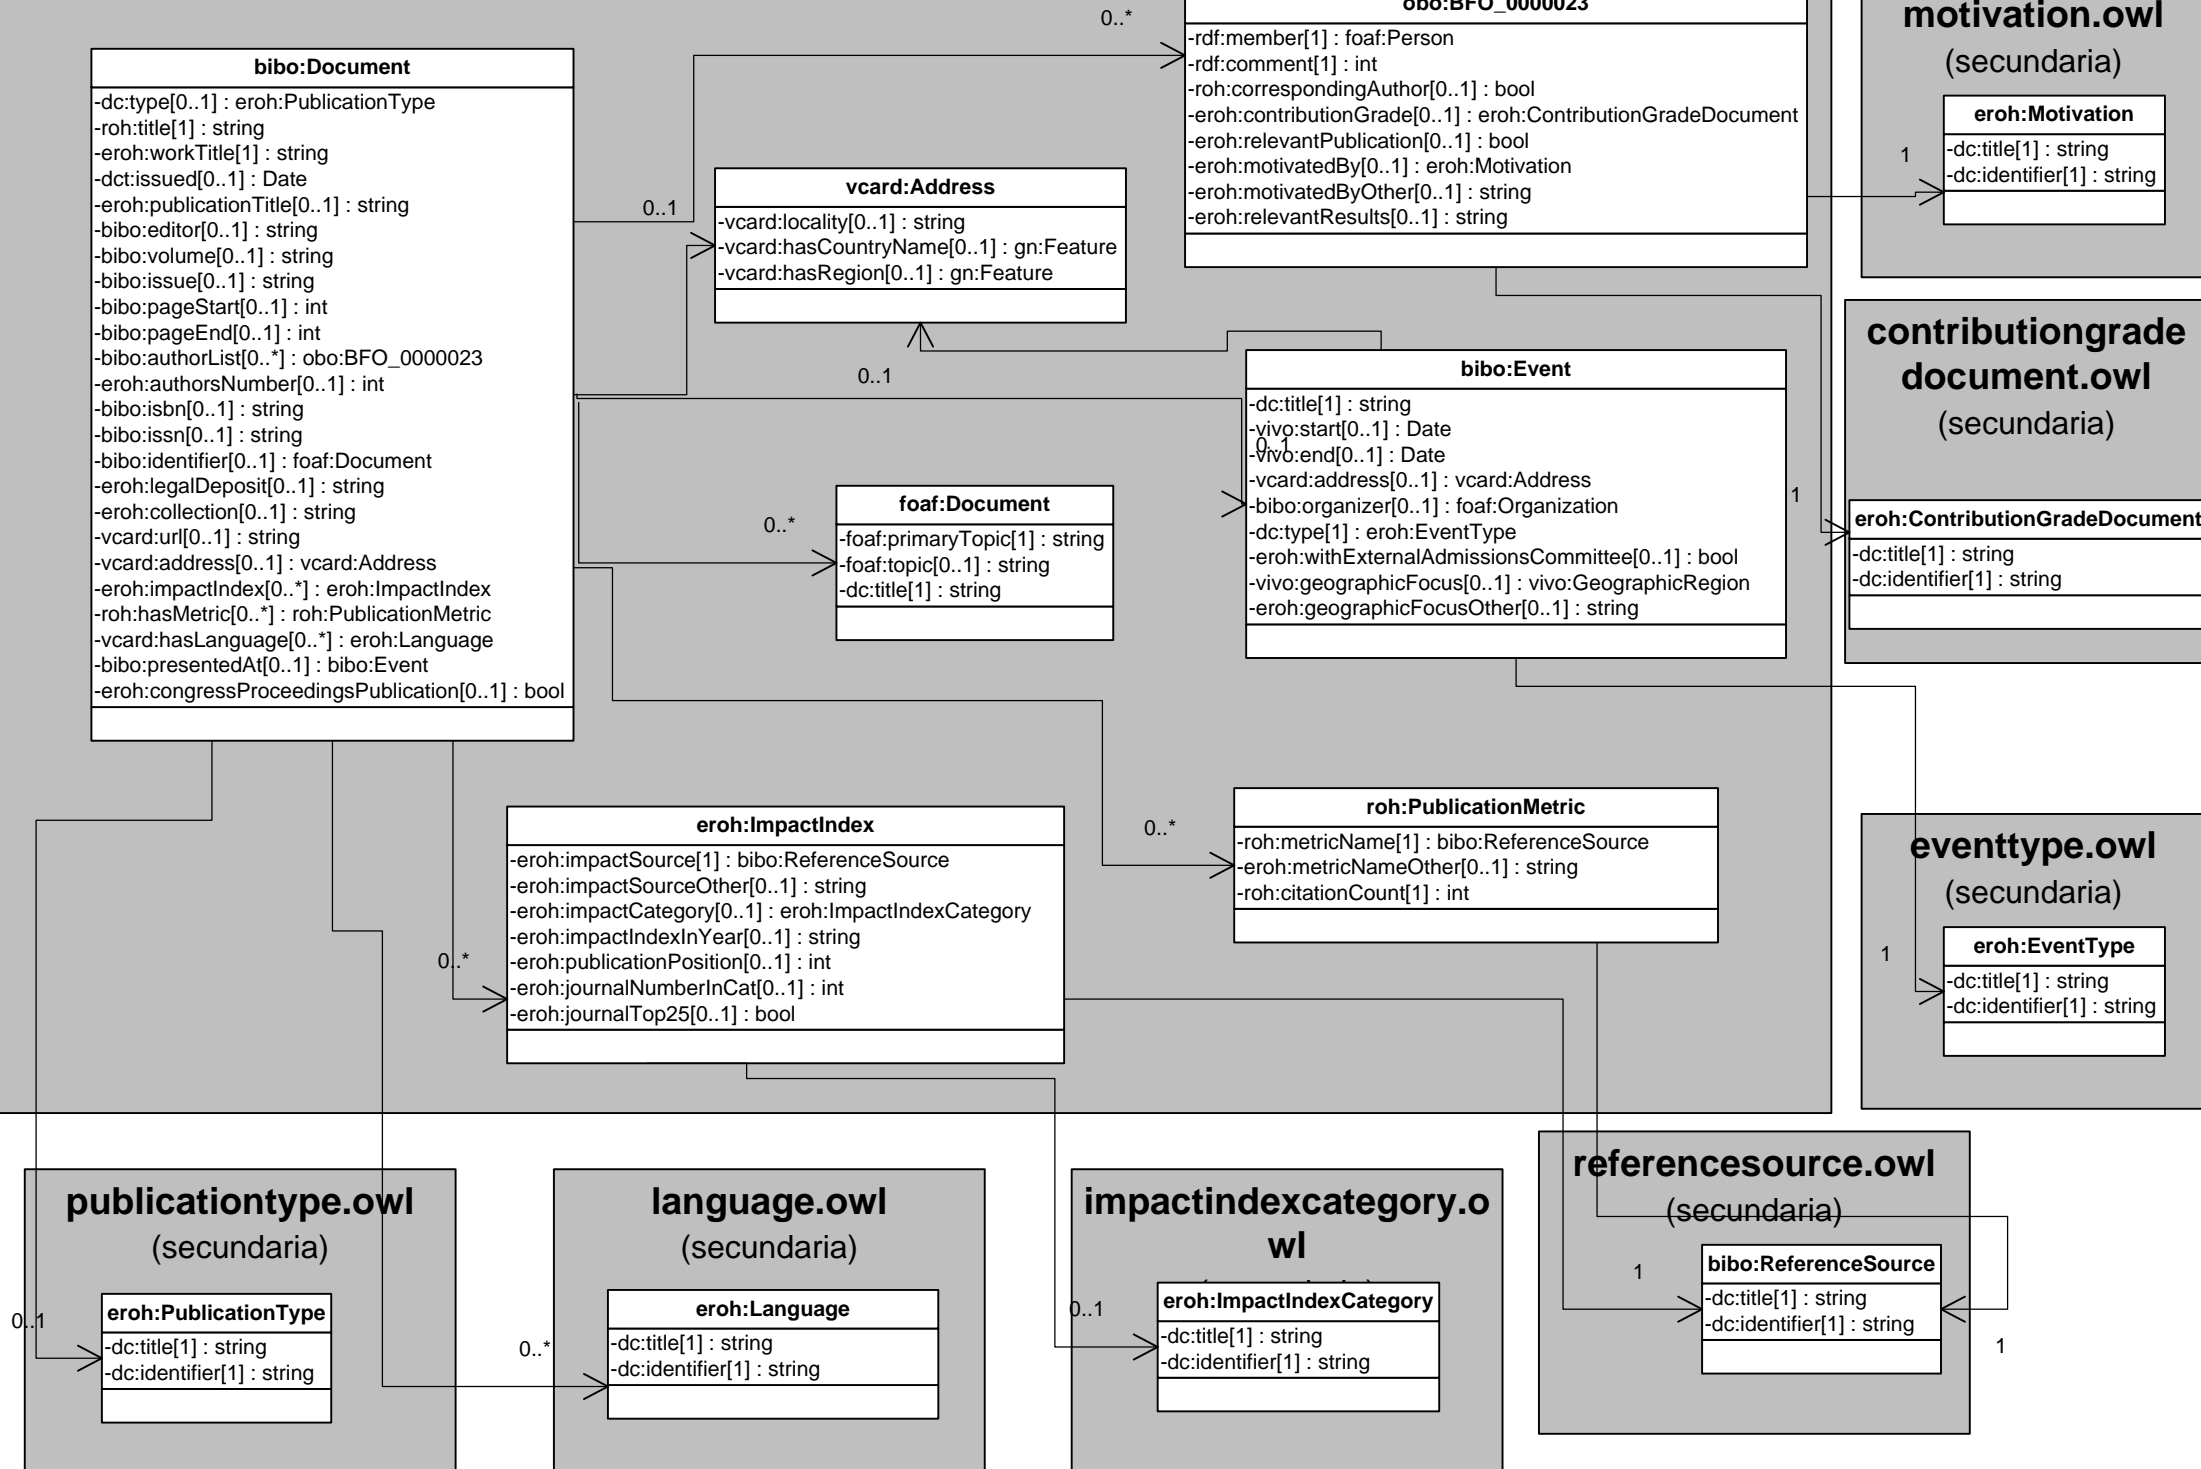 bibo:Document
-dc:type[0..1] : eroh:PublicationType
-roh:title[1] : string
-eroh:workTitle[1] : string
-dct:issued[0..1] : Date
-eroh:publicationTitle[0..1] : string
-bibo:editor[0..1] : string
-bibo:volume[0..1] : string
-bibo:issue[0..1] : string
-bibo:pageStart[0..1] : int
-bibo:pageEnd[0..1] : int
-bibo:authorList[0..*] : obo:BFO_0000023
-eroh:authorsNumber[0..1] : int
-bibo:isbn[0..1] : string
-bibo:issn[0..1] : string
-bibo:identifier[0..1] : foaf:Document
-eroh:legalDeposit[0..1] : string
-eroh:collection[0..1] : string
-vcard:url[0..1] : string
-vcard:address[0..1] : vcard:Address
-eroh:impactIndex[0..*] : eroh:ImpactIndex
-roh:hasMetric[0..*] : roh:PublicationMetric
-vcard:hasLanguage[0..*] : eroh:Language
-bibo:presentedAt[0..1] : bibo:Event
-eroh:congressProceedingsPublication[0..1] : bool
0..*
obo:BFO_0000023
-rdf:member[1] : foaf:Person
-rdf:comment[1] : int
-roh:correspondingAuthor[0..1] : bool
-eroh:contributionGrade[0..1] : eroh:ContributionGradeDocument
-eroh:relevantPublication[0..1] : bool
-eroh:motivatedBy[0..1] : eroh:Motivation
-eroh:motivatedByOther[0..1] : string
-eroh:relevantResults[0..1] : string
motivation.owl
(secundaria)
1
eroh:Motivation
-dc:title[1] : string
-dc:identifier[1] : string
0..1
vcard:Address
-vcard:locality[0..1] : string
-vcard:hasCountryName[0..1] : gn:Feature
-vcard:hasRegion[0..1] : gn:Feature
0..1
bibo:Event
-dc:title[1] : string
-vivo:start[0..1] : Date
0..1
-vivo:end[0..1] : Date
-vcard:address[0..1] : vcard:Address
-bibo:organizer[0..1] : foaf:Organization
-dc:type[1] : eroh:EventType
-eroh:withExternalAdmissionsCommittee[0..1] : bool
-vivo:geographicFocus[0..1] : vivo:GeographicRegion
-eroh:geographicFocusOther[0..1] : string
contributiongrade
document.owl
(secundaria)
1
eroh:ContributionGradeDocument
-dc:title[1] : string
-dc:identifier[1] : string
0..*
foaf:Document
-foaf:primaryTopic[1] : string
-foaf:topic[0..1] : string
-dc:title[1] : string
0..*
eroh:ImpactIndex
-eroh:impactSource[1] : bibo:ReferenceSource
-eroh:impactSourceOther[0..1] : string
-eroh:impactCategory[0..1] : eroh:ImpactIndexCategory
-eroh:impactIndexInYear[0..1] : string
-eroh:publicationPosition[0..1] : int
-eroh:journalNumberInCat[0..1] : int
-eroh:journalTop25[0..1] : bool
0..*
roh:PublicationMetric
-roh:metricName[1] : bibo:ReferenceSource
-eroh:metricNameOther[0..1] : string
-roh:citationCount[1] : int
eventtype.owl
(secundaria)
1
eroh:EventType
-dc:title[1] : string
-dc:identifier[1] : string
publicationtype.owl
(secundaria)
0..1
eroh:PublicationType
-dc:title[1] : string
-dc:identifier[1] : string
language.owl
(secundaria)
0..*
eroh:Language
-dc:title[1] : string
-dc:identifier[1] : string
impactindexcategory.o
wl
0..1
eroh:ImpactIndexCategory
-dc:title[1] : string
-dc:identifier[1] : string
referencesource.owl
(secundaria)
1
bibo:ReferenceSource
-dc:title[1] : string
-dc:identifier[1] : string
1